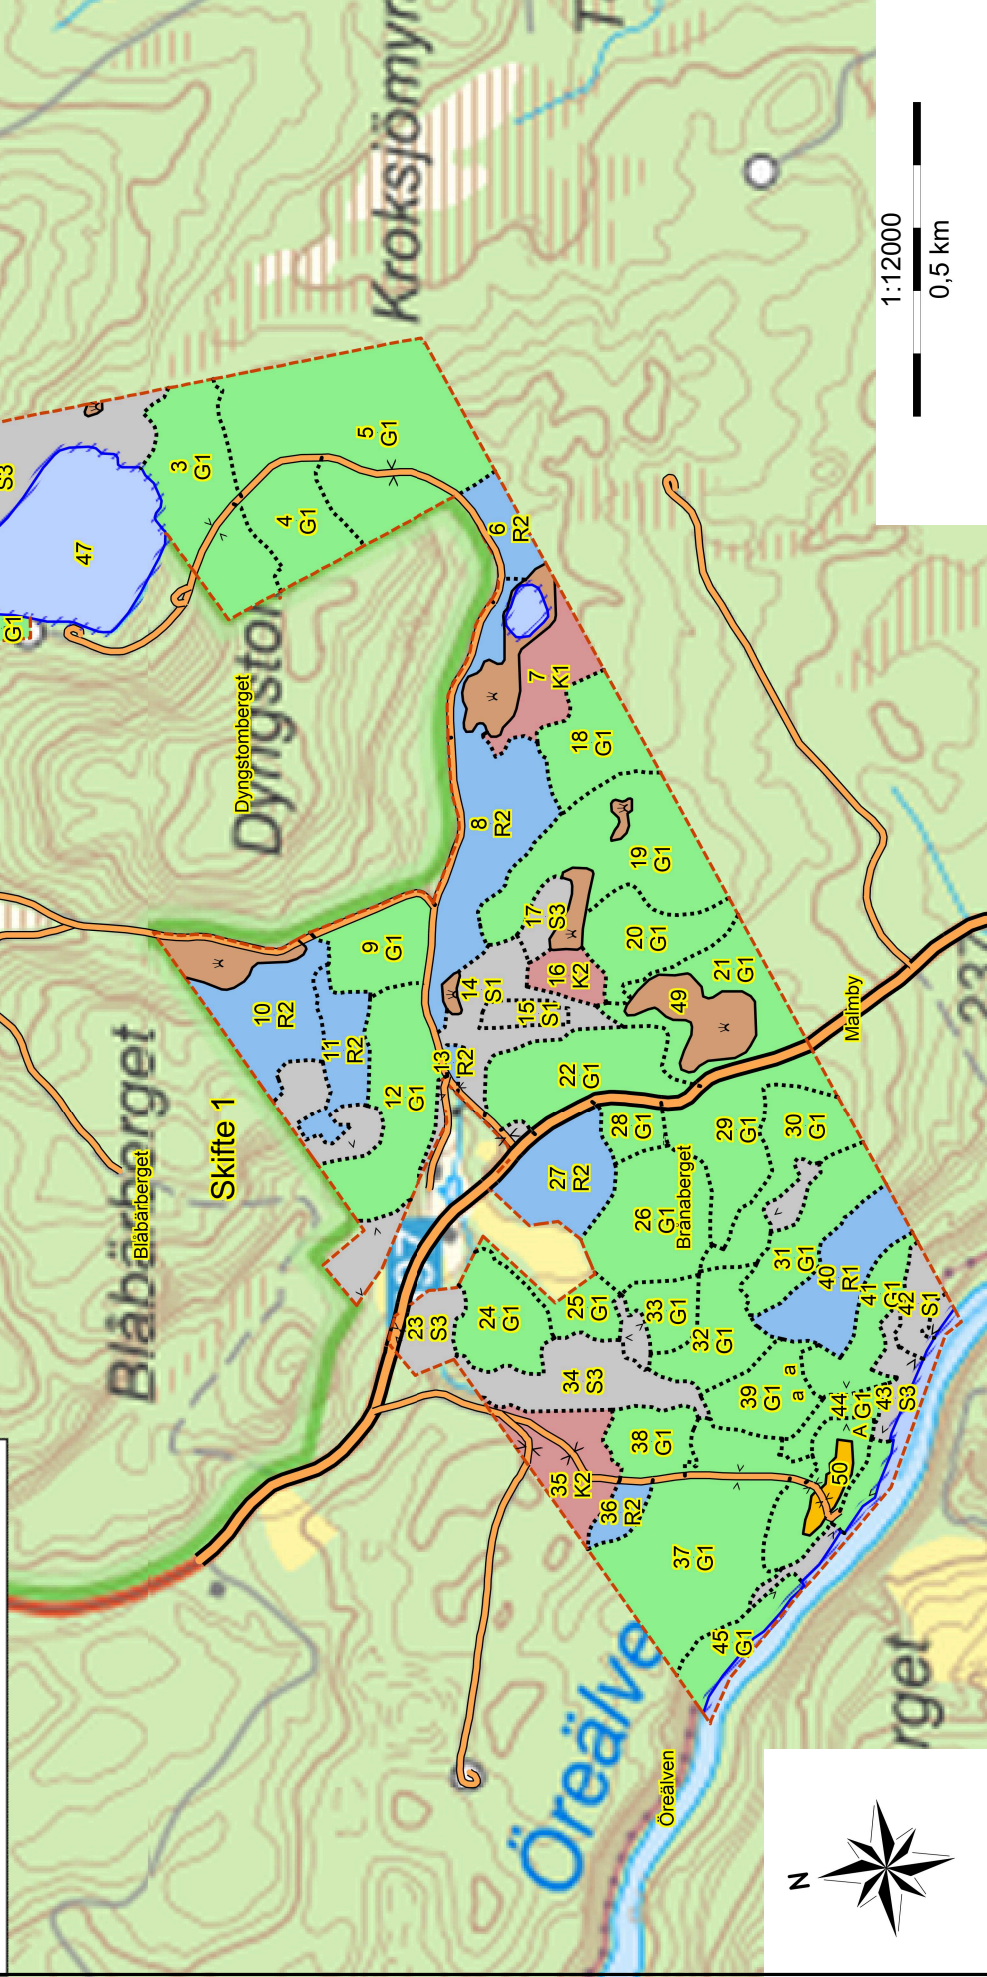 Kroksjömyr
T
S3
47
G1
3
G1
4
G1
5
G1
6
R2
7
K1
Dyngstomberget
Dyngstor
18
G1
8
R2
19
G1
17
S3
20
G1
9
G1
16
K2
21
G1
14
S1
49
10
R2
15
S1
11
R2
13
R2
12
G1
22
G1
Malmby
237
Blåbärberget
Blåbärberget
Skifte 1
28
G1
29
G1
30
G1
27
R2
26
G1
Brånaberget
31
G1
40
R1
41
G1
42
S1
23
S3
24
G1
25
G1
33
G1
32
G1
34
S3
39
G1
a
a
44
G1
A
43
S3
38
G1
35
K2
36
R2
50
37
G1
45
G1
Öreälve
Öreälven
rget
N
1:12000
0,5 km